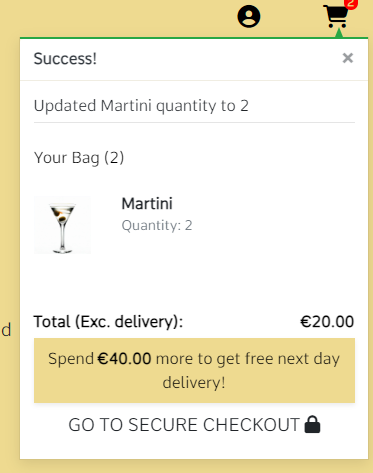 2
Success! ×
Updated Martini quantity to 2
Your Bag (2)
Martini
Quantity: 2
d
Total (Exc. delivery): €20.00
Spend €40.00 more to get free next day
delivery!
GO TO SECURE CHECKOUT